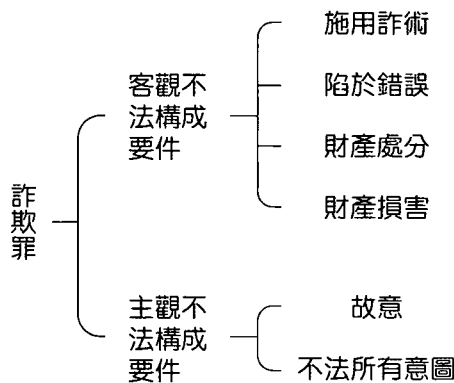 詐欺罪
客觀不
法構成
要件
施用詐術
陷於錯誤
財產處分
財產損害
主觀不
法構成
要件
故意
不法所有意圖